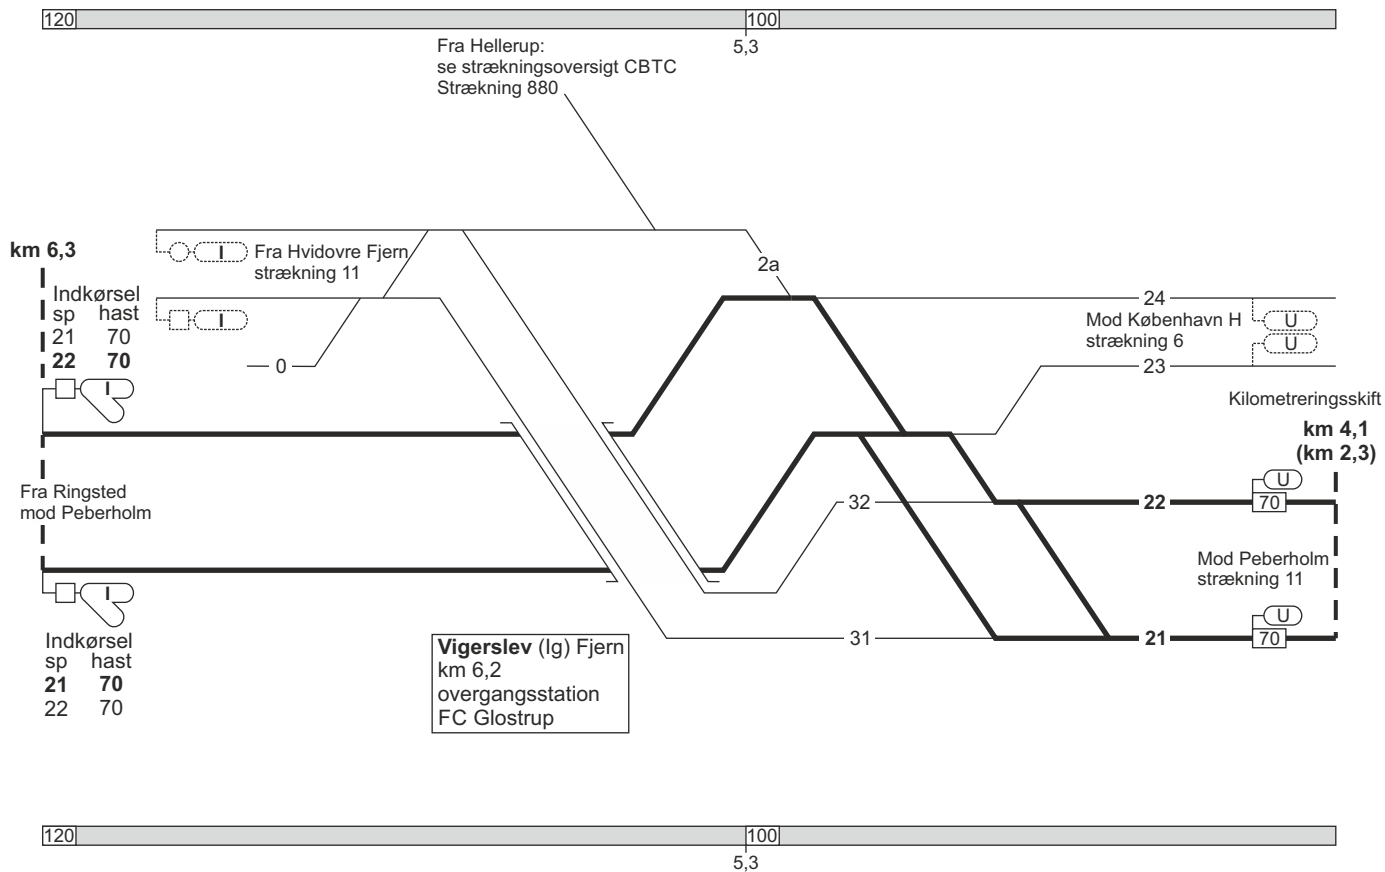 120
100
5,3
Fra Hellerup:
se strækningsoversigt CBTC
Strækning 880
km 6,3
I
Fra Hvidovre Fjern
strækning 11
2a
Indkørsel
sp hast
21 70
22 70
I
24
Mod København H
strækning 6
U
U
0
23
I
Kilometreringsskift
km 4,1
(km 2,3)
Fra Ringsted
mod Peberholm
32
22
U
70
Mod Peberholm
strækning 11
I
Indkørsel
sp hast
21 70
22 70
Vigerslev (Ig) Fjern
km 6,2
overgangsstation
FC Glostrup
31
21
U
70
120
100
5,3